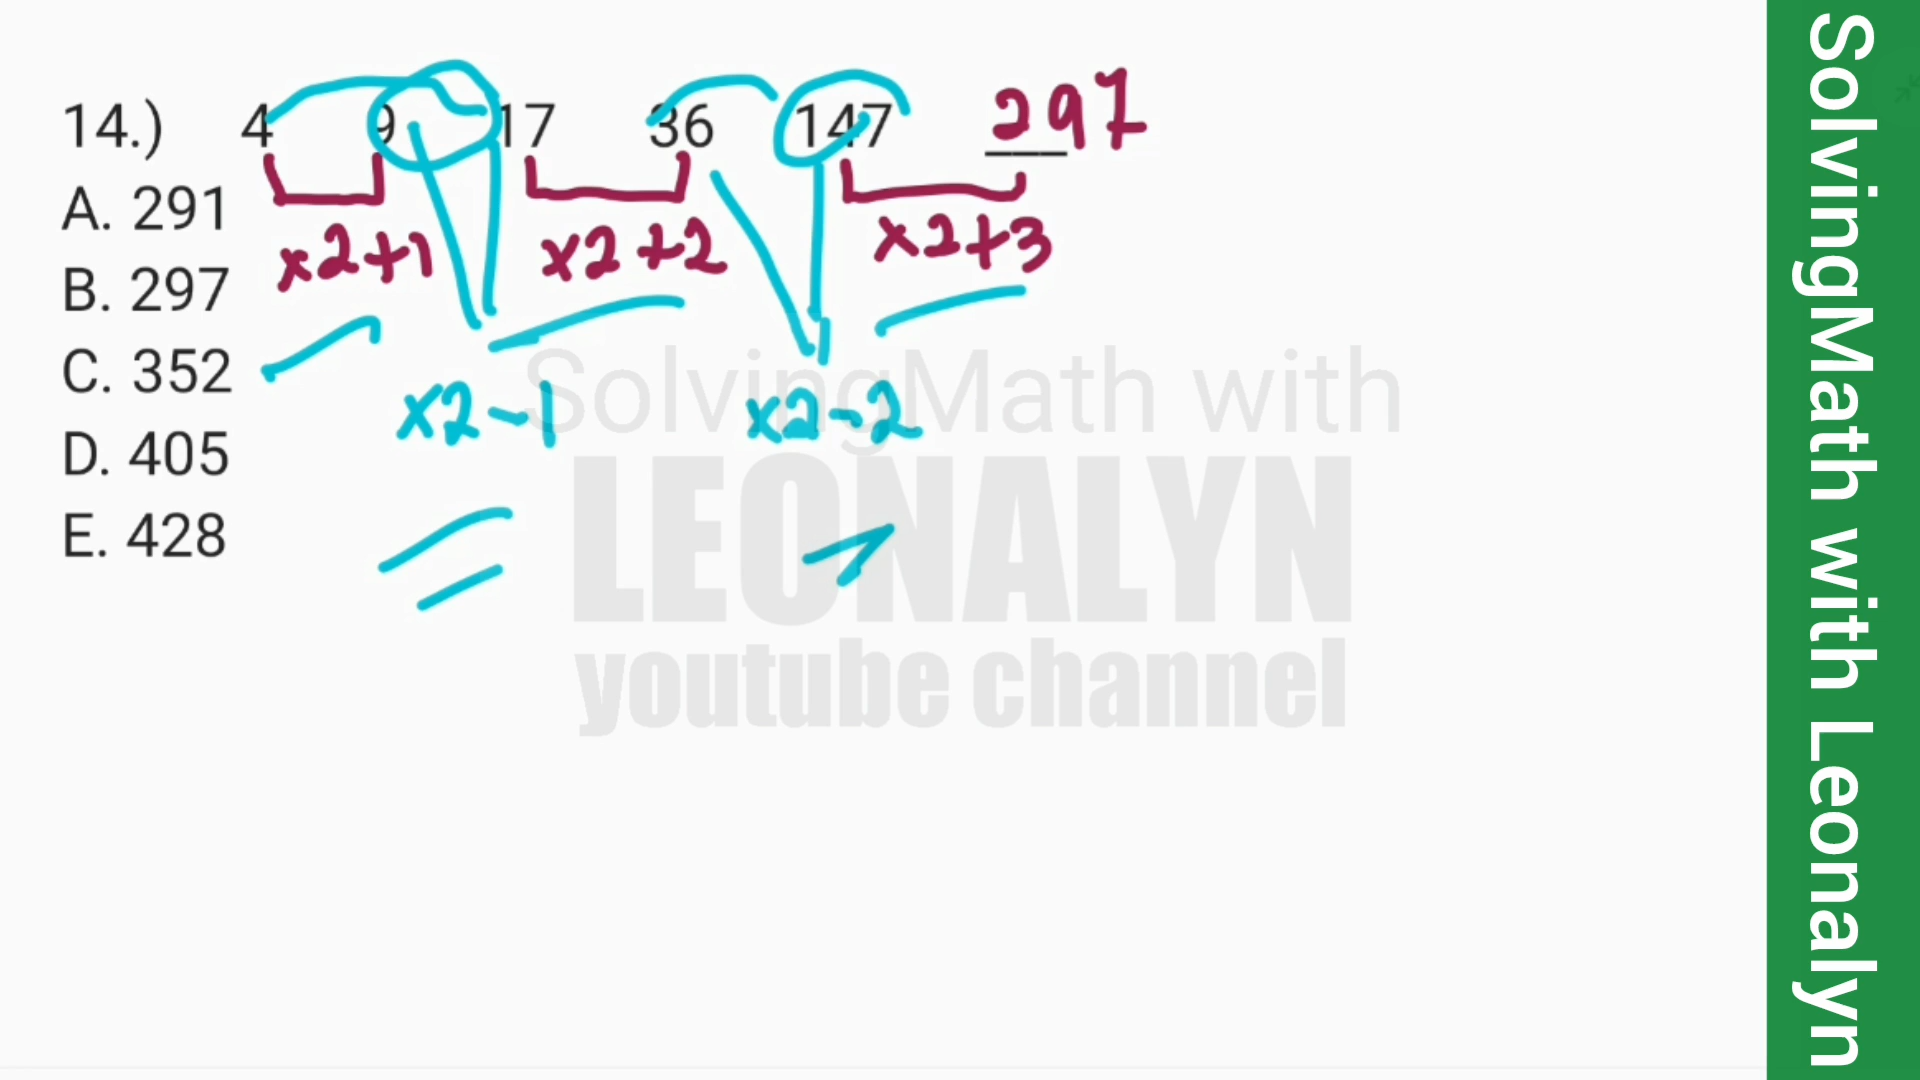 14.) 4 9 17 36 147 297
A. 291
x2+1 x2+2 x2+3
B. 297
C. 352
x2-1 x2-2
D. 405
E. 428
SolvingMath with
LEONALYN
youtube channel
SolvingMath with Leonalyn